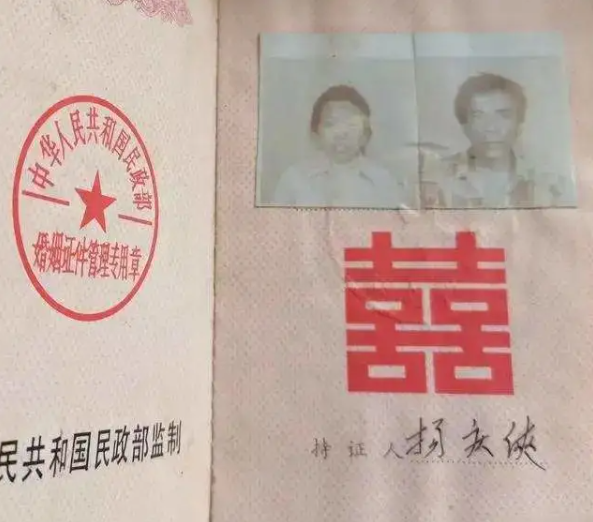 中华人民共和国民政部
婚姻证件管理专用章
民共和国民政部监制
囍
持证人 杨庆侠